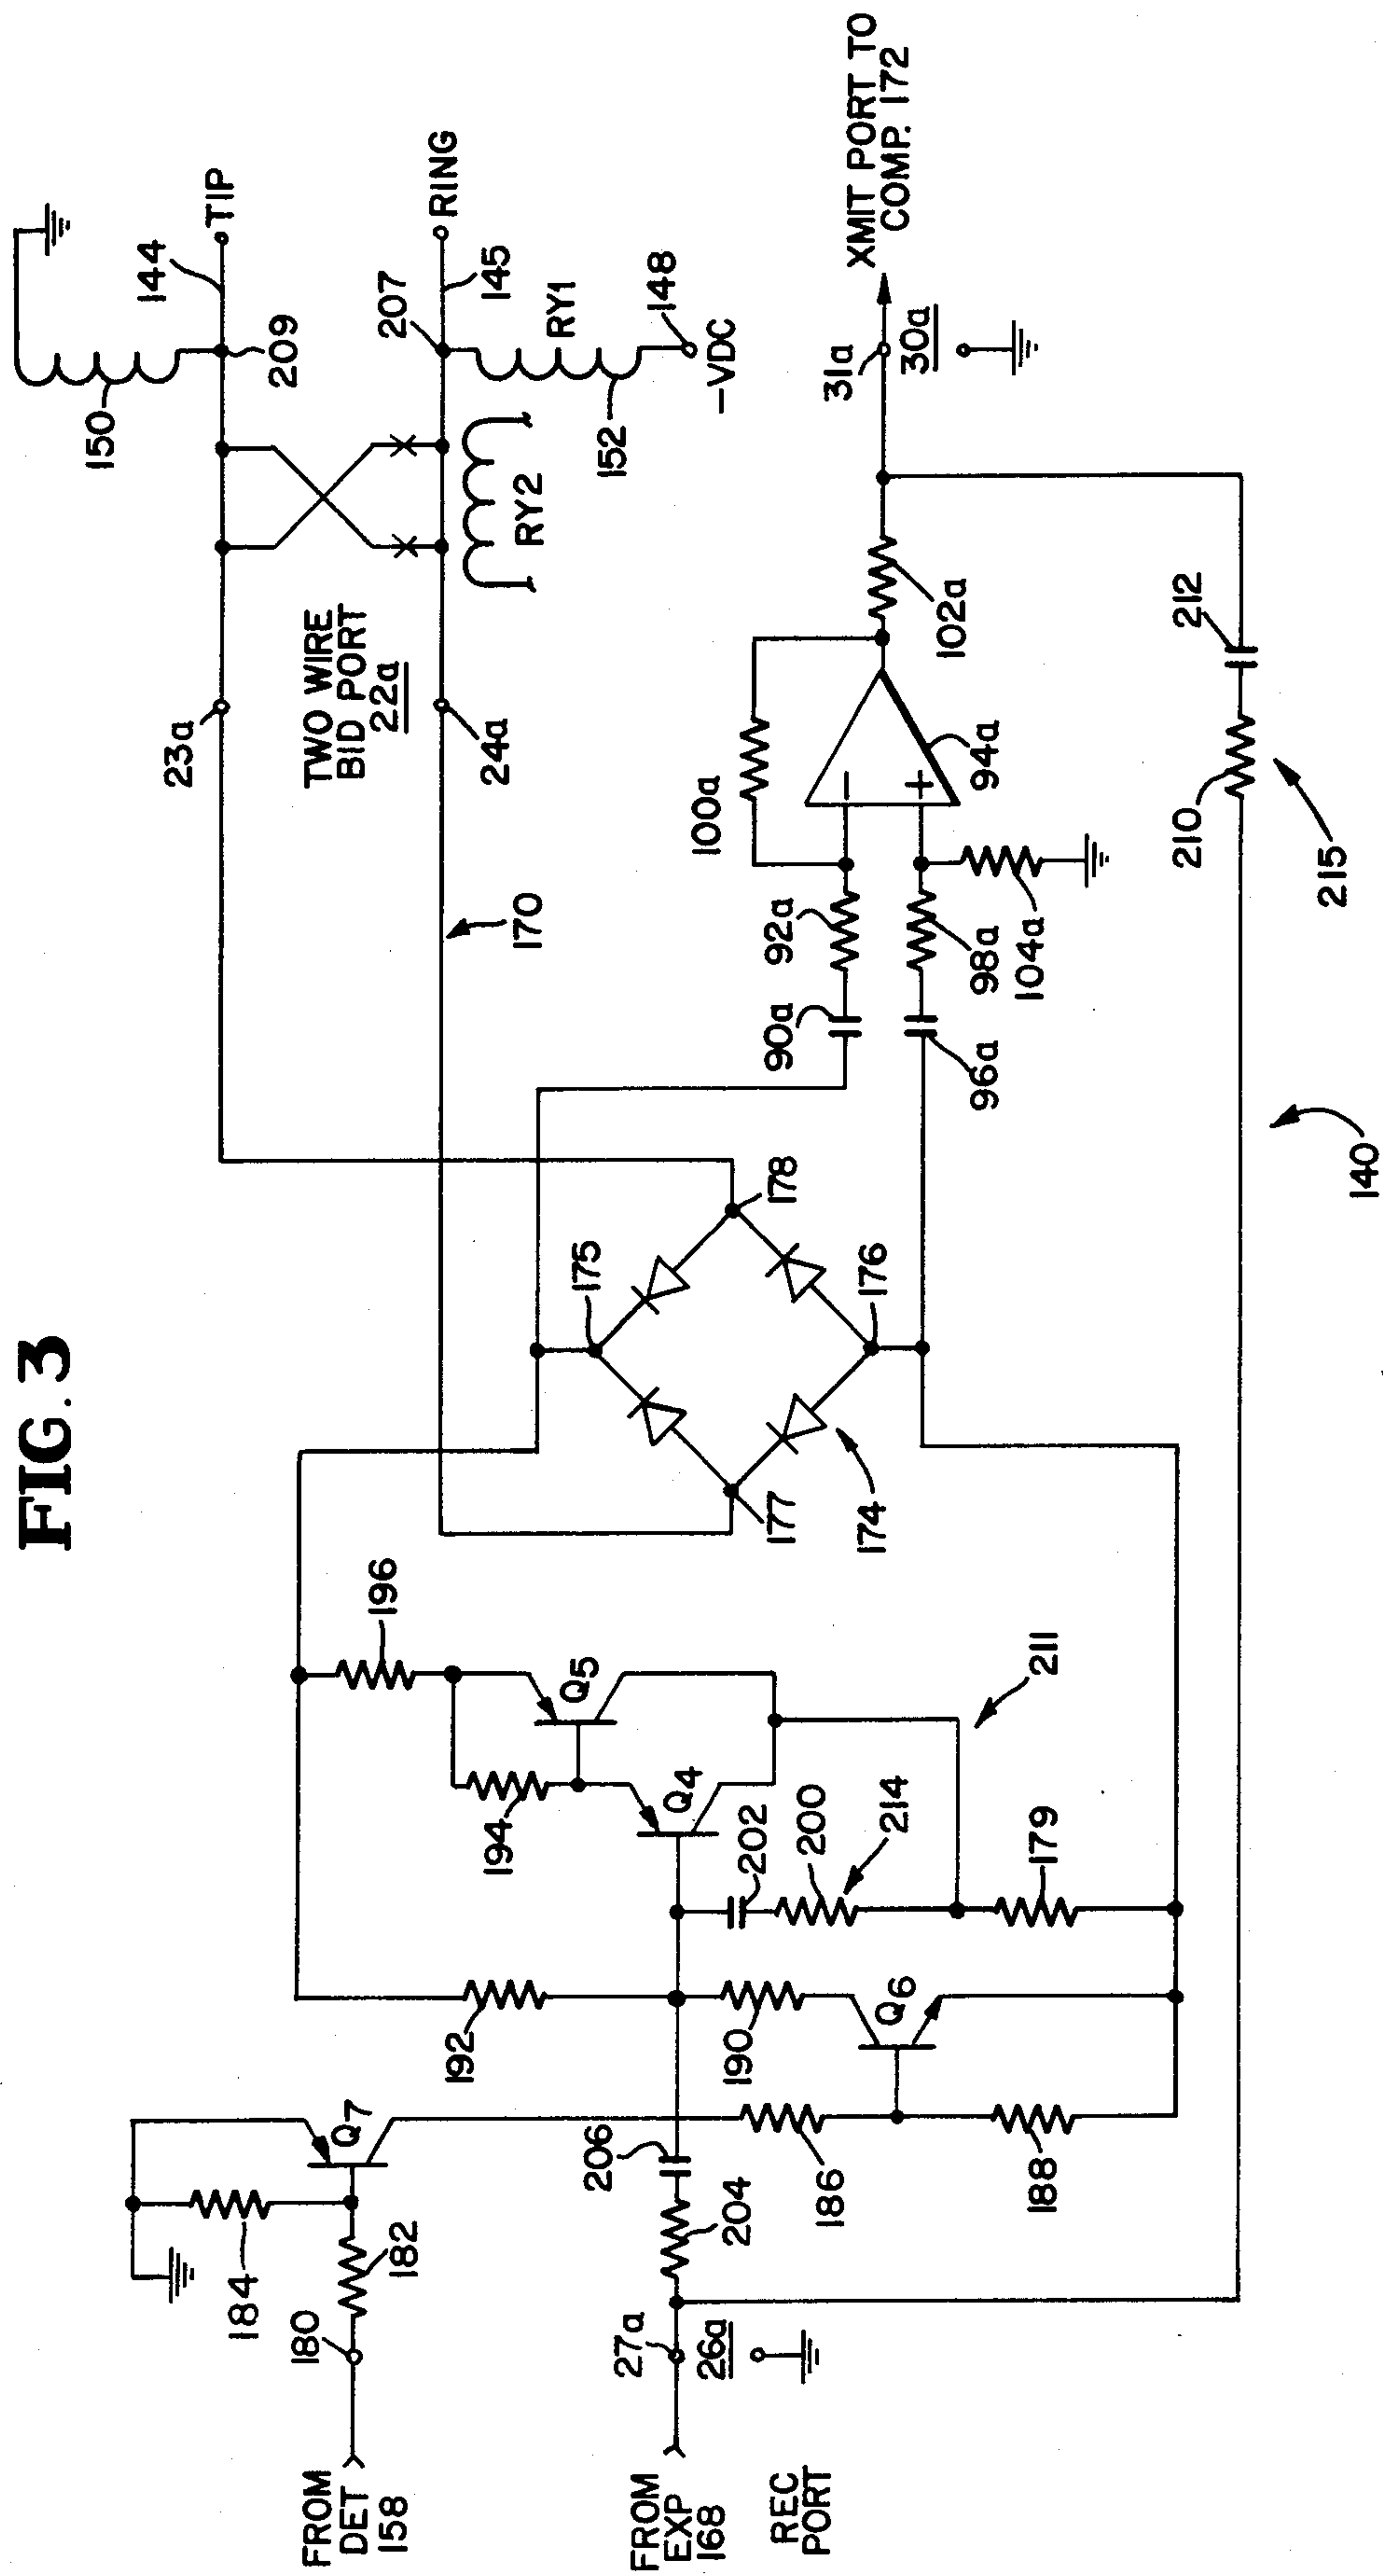 FIG. 3
150
144
TIP
209
RING
207
145
RY1
148
-VDC
152
RY2
23a
TWO WIRE
BID PORT
22a
24a
170
XMIT PORT TO
COMP. 172
31a
30a
102a
100a
94a
92a
90a
98a
104a
96a
212
210
215
140
175
178
176
177
174
196
Q5
194
Q4
202
200
214
211
179
192
190
Q6
Q7
206
204
186
188
184
182
180
27a
26a
FROM
DET
158
FROM
EXP
168
REC
PORT